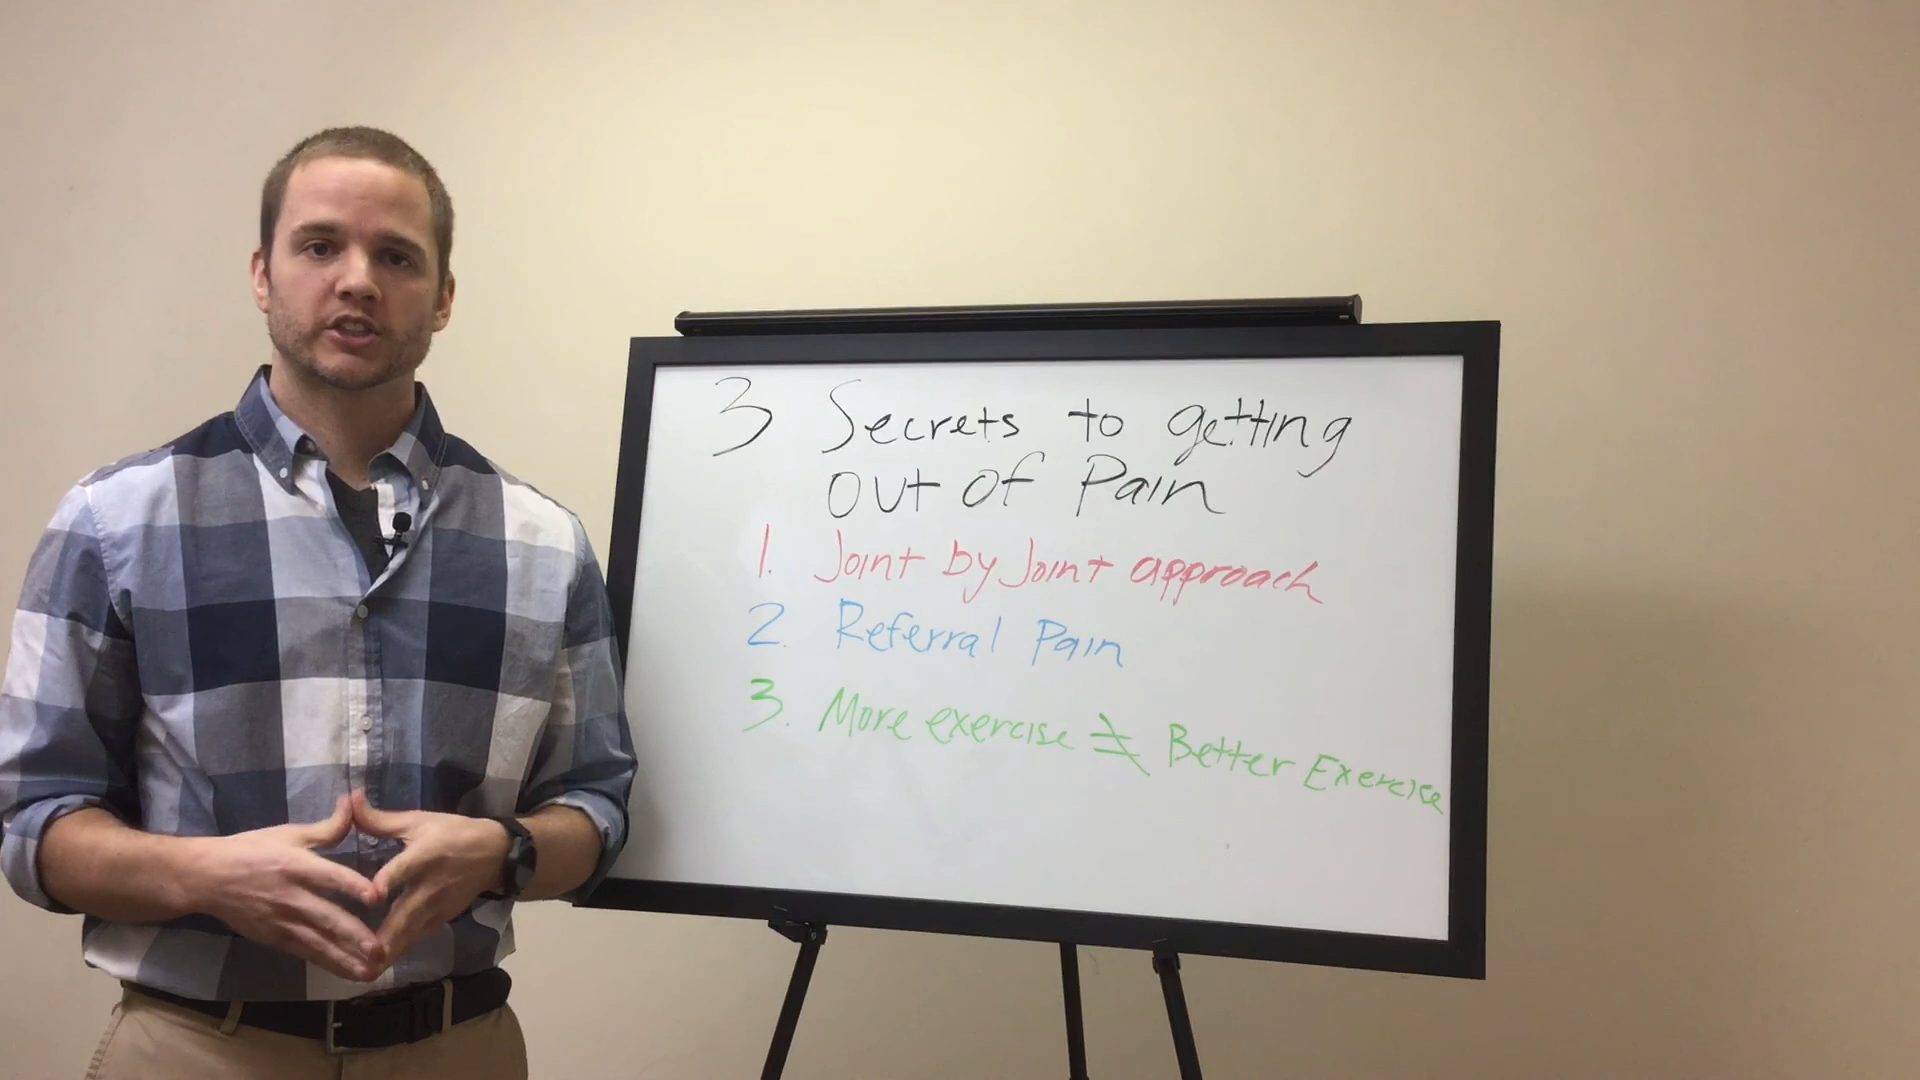 3 Secrets to getting
out of Pain
1. Joint by Joint approach
2. Referral Pain
3. More exercise ≠ Better Exercise